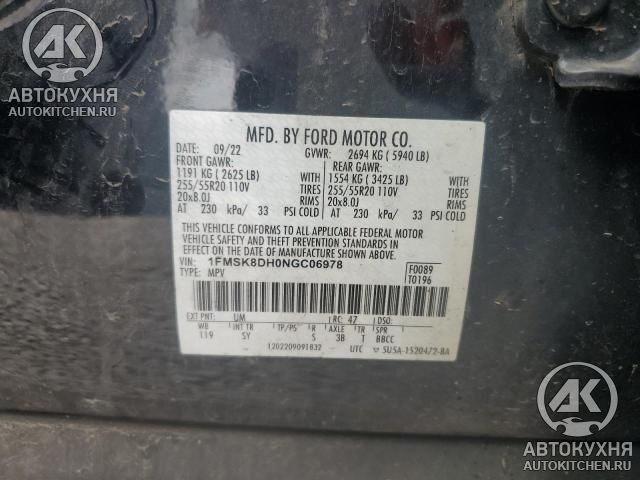 АК
АВТОКУХНЯ
AUTOKITCHEN.RU
MFD. BY FORD MOTOR CO.
DATE: 09/22 GVWR: 2694 KG ( 5940 LB)
FRONT GAWR: REAR GAWR:
1191 KG ( 2625 LB) WITH 1554 KG ( 3425 LB) WITH
255/55R20 110V TIRES 255/55R20 110V TIRES
20x8.0J RIMS 20x8.0J RIMS
AT 230 kPa/ 33 PSI COLD AT 230 kPa/ 33 PSI COLD
THIS VEHICLE CONFORMS TO ALL APPLICABLE FEDERAL MOTOR
VEHICLE SAFETY AND THEFT PREVENTION STANDARDS IN
EFFECT ON THE DATE OF MANUFACTURE SHOWN ABOVE.
VIN: 1FMSK8DH0NGC06978 F0089
TYPE: MPV T0196
EXT PNT: UM RC: 47 DSO:
WB INT TR TP/PS R AXLE TR SPR
119 5Y S 3B T BBCC
1202209091832 UTC 5U5A-1520472-BA
АК
АВТОКУХНЯ
AUTOKITCHEN.RU